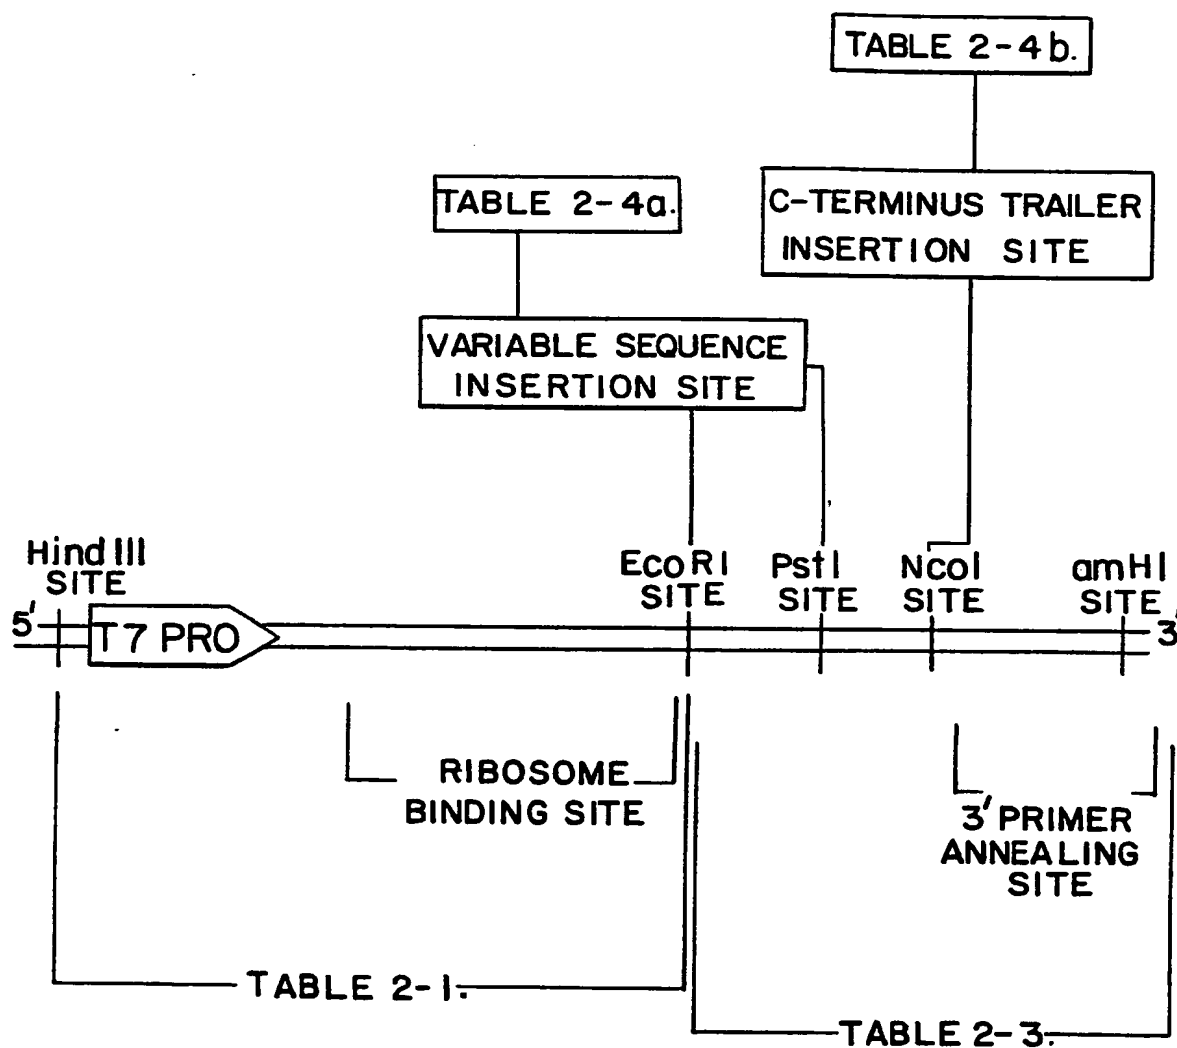 TABLE 2-4b.
C-TERMINUS TRAILER
INSERTION SITE
TABLE 2-4a.
VARIABLE SEQUENCE
INSERTION SITE
Hind III
SITE
EcoRI
SITE
PstI
SITE
NcoI
SITE
amHI
SITE
5'
T7 PRO
3'
RIBOSOME
BINDING SITE
3' PRIMER
ANNEALING
SITE
TABLE 2-1.
TABLE 2-3.